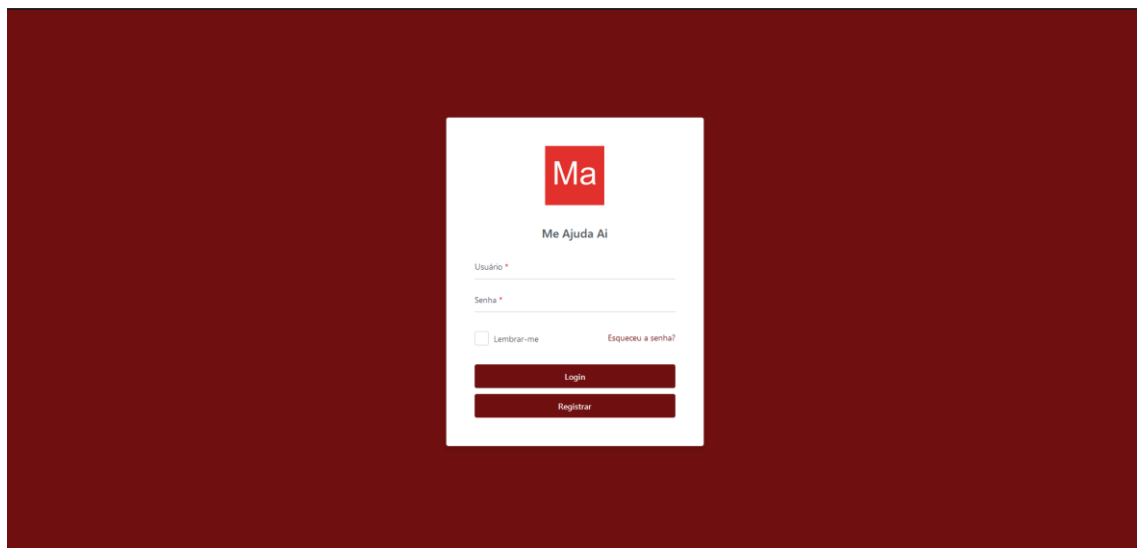 Ma
Me Ajuda Ai
Usuário *
Senha *
Lembrar-me Esqueceu a senha?
Login
Registrar